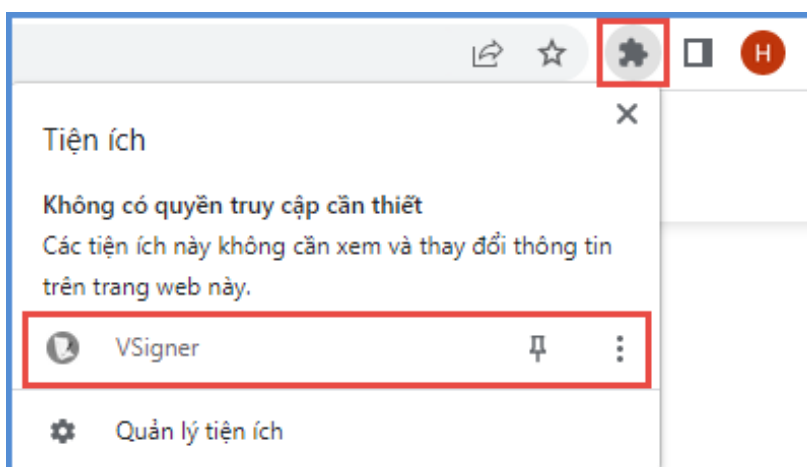 H
Tiện ích
Không có quyền truy cập cần thiết
Các tiện ích này không cần xem và thay đổi thông tin
trên trang web này.
VSigner
Quản lý tiện ích